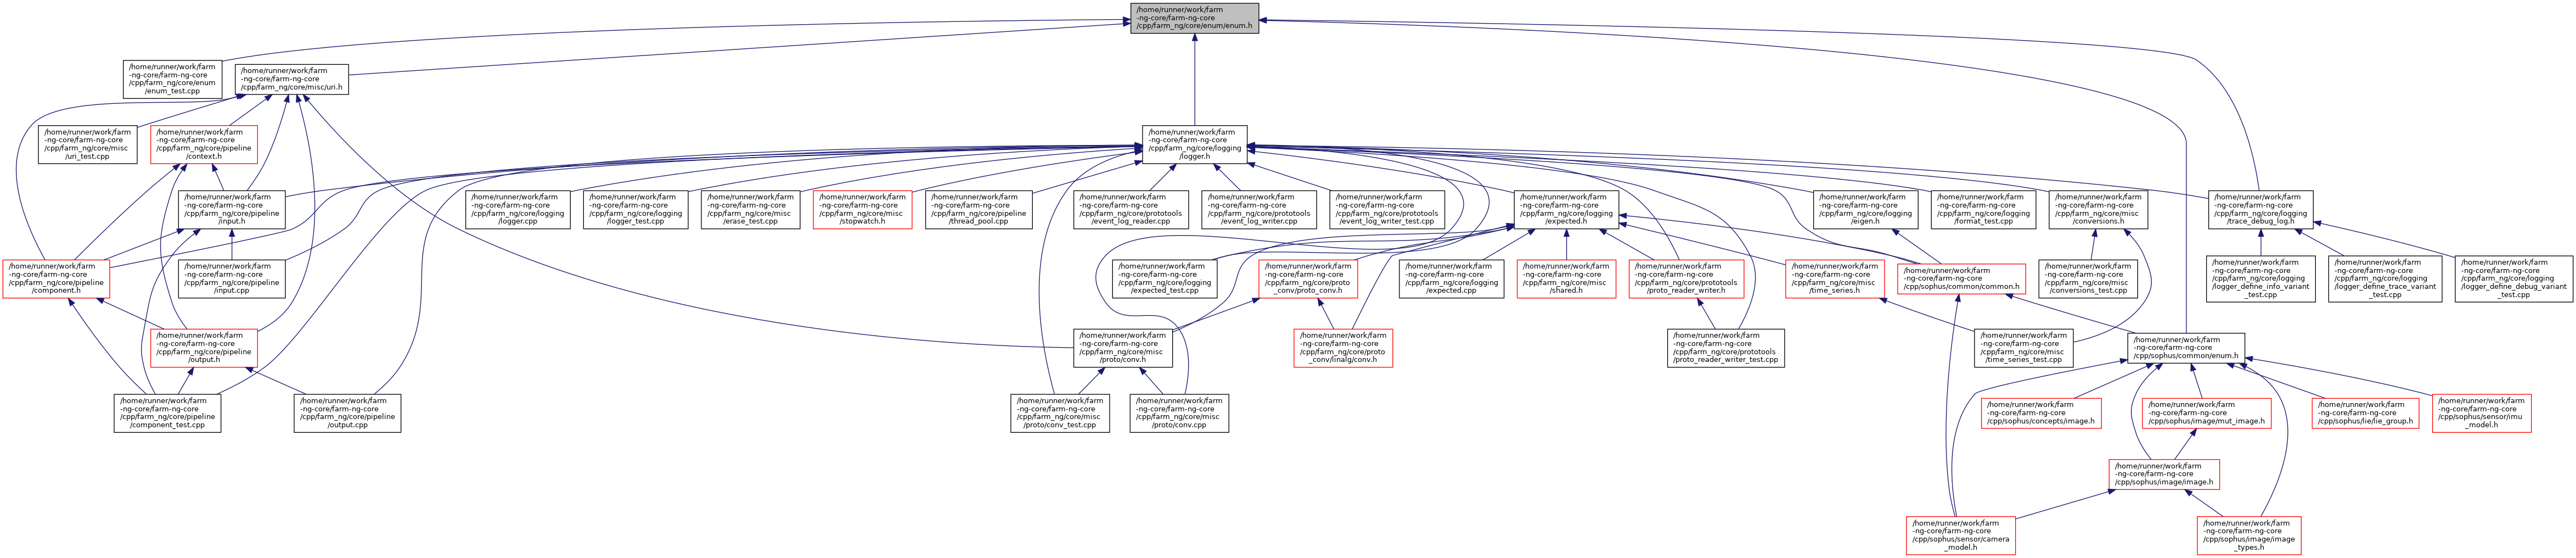 /home/runner/work/farm
-ng-core/farm-ng-core
/cpp/farm_ng/core/enum/enum.h
/home/runner/work/farm
-ng-core/farm-ng-core
/cpp/farm_ng/core/enum
/enum_test.cpp
/home/runner/work/farm
-ng-core/farm-ng-core
/cpp/farm_ng/core/misc/uri.h
/home/runner/work/farm
-ng-core/farm-ng-core
/cpp/farm_ng/core/misc
/uri_test.cpp
/home/runner/work/farm
-ng-core/farm-ng-core
/cpp/farm_ng/core/pipeline
/context.h
/home/runner/work/farm
-ng-core/farm-ng-core
/cpp/farm_ng/core/logging
/logger.h
/home/runner/work/farm
-ng-core/farm-ng-core
/cpp/farm_ng/core/pipeline
/input.h
/home/runner/work/farm
-ng-core/farm-ng-core
/cpp/farm_ng/core/logging
/logger.cpp
/home/runner/work/farm
-ng-core/farm-ng-core
/cpp/farm_ng/core/logging
/logger_test.cpp
/home/runner/work/farm
-ng-core/farm-ng-core
/cpp/farm_ng/core/misc
/erase_test.cpp
/home/runner/work/farm
-ng-core/farm-ng-core
/cpp/farm_ng/core/misc
/stopwatch.h
/home/runner/work/farm
-ng-core/farm-ng-core
/cpp/farm_ng/core/pipeline
/thread_pool.cpp
/home/runner/work/farm
-ng-core/farm-ng-core
/cpp/farm_ng/core/prototools
/event_log_reader.cpp
/home/runner/work/farm
-ng-core/farm-ng-core
/cpp/farm_ng/core/prototools
/event_log_writer.cpp
/home/runner/work/farm
-ng-core/farm-ng-core
/cpp/farm_ng/core/prototools
/event_log_writer_test.cpp
/home/runner/work/farm
-ng-core/farm-ng-core
/cpp/farm_ng/core/logging
/expected.h
/home/runner/work/farm
-ng-core/farm-ng-core
/cpp/farm_ng/core/logging
/eigen.h
/home/runner/work/farm
-ng-core/farm-ng-core
/cpp/farm_ng/core/logging
/format_test.cpp
/home/runner/work/farm
-ng-core/farm-ng-core
/cpp/farm_ng/core/misc
/conversions.h
/home/runner/work/farm
-ng-core/farm-ng-core
/cpp/farm_ng/core/logging
/trace_debug_log.h
/home/runner/work/farm
-ng-core/farm-ng-core
/cpp/farm_ng/core/pipeline
/component.h
/home/runner/work/farm
-ng-core/farm-ng-core
/cpp/farm_ng/core/pipeline
/input.cpp
/home/runner/work/farm
-ng-core/farm-ng-core
/cpp/farm_ng/core/logging
/expected_test.cpp
/home/runner/work/farm
-ng-core/farm-ng-core
/cpp/farm_ng/core/proto
_conv/proto_conv.h
/home/runner/work/farm
-ng-core/farm-ng-core
/cpp/farm_ng/core/logging
/expected.cpp
/home/runner/work/farm
-ng-core/farm-ng-core
/cpp/farm_ng/core/misc
/shared.h
/home/runner/work/farm
-ng-core/farm-ng-core
/cpp/farm_ng/core/prototools
/proto_reader_writer.h
/home/runner/work/farm
-ng-core/farm-ng-core
/cpp/farm_ng/core/misc
/time_series.h
/home/runner/work/farm
-ng-core/farm-ng-core
/cpp/sophus/common/common.h
/home/runner/work/farm
-ng-core/farm-ng-core
/cpp/farm_ng/core/misc
/conversions_test.cpp
/home/runner/work/farm
-ng-core/farm-ng-core
/cpp/farm_ng/core/logging
/logger_define_info_variant
_test.cpp
/home/runner/work/farm
-ng-core/farm-ng-core
/cpp/farm_ng/core/logging
/logger_define_trace_variant
_test.cpp
/home/runner/work/farm
-ng-core/farm-ng-core
/cpp/farm_ng/core/logging
/logger_define_debug_variant
_test.cpp
/home/runner/work/farm
-ng-core/farm-ng-core
/cpp/farm_ng/core/pipeline
/output.h
/home/runner/work/farm
-ng-core/farm-ng-core
/cpp/farm_ng/core/misc
/proto/conv.h
/home/runner/work/farm
-ng-core/farm-ng-core
/cpp/farm_ng/core/proto
_conv/linalg/conv.h
/home/runner/work/farm
-ng-core/farm-ng-core
/cpp/farm_ng/core/prototools
/proto_reader_writer_test.cpp
/home/runner/work/farm
-ng-core/farm-ng-core
/cpp/farm_ng/core/misc
/time_series_test.cpp
/home/runner/work/farm
-ng-core/farm-ng-core
/cpp/sophus/common/enum.h
/home/runner/work/farm
-ng-core/farm-ng-core
/cpp/farm_ng/core/pipeline
/component_test.cpp
/home/runner/work/farm
-ng-core/farm-ng-core
/cpp/farm_ng/core/pipeline
/output.cpp
/home/runner/work/farm
-ng-core/farm-ng-core
/cpp/farm_ng/core/misc
/proto/conv_test.cpp
/home/runner/work/farm
-ng-core/farm-ng-core
/cpp/farm_ng/core/misc
/proto/conv.cpp
/home/runner/work/farm
-ng-core/farm-ng-core
/cpp/sophus/concepts/image.h
/home/runner/work/farm
-ng-core/farm-ng-core
/cpp/sophus/image/mut_image.h
/home/runner/work/farm
-ng-core/farm-ng-core
/cpp/sophus/lie/lie_group.h
/home/runner/work/farm
-ng-core/farm-ng-core
/cpp/sophus/sensor/imu
_model.h
/home/runner/work/farm
-ng-core/farm-ng-core
/cpp/sophus/image/image.h
/home/runner/work/farm
-ng-core/farm-ng-core
/cpp/sophus/sensor/camera
_model.h
/home/runner/work/farm
-ng-core/farm-ng-core
/cpp/sophus/image/image
_types.h